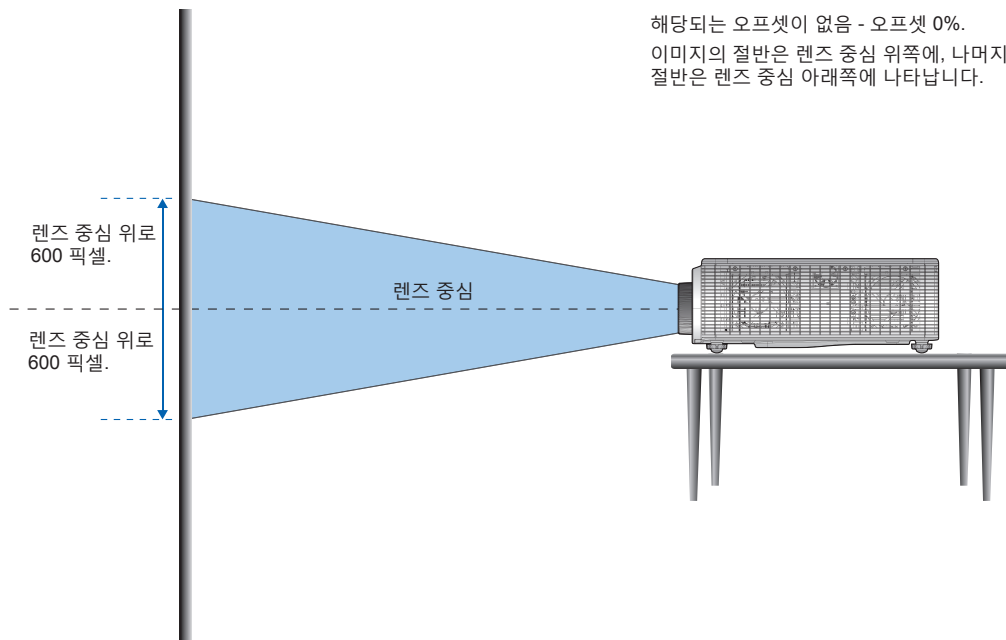 해당되는 오프셋이 없음 - 오프셋 0%.
이미지의 절반은 렌즈 중심 위쪽에, 나머지
절반은 렌즈 중심 아래쪽에 나타납니다.
렌즈 중심 위로
600 픽셀.
렌즈 중심
렌즈 중심 위로
600 픽셀.